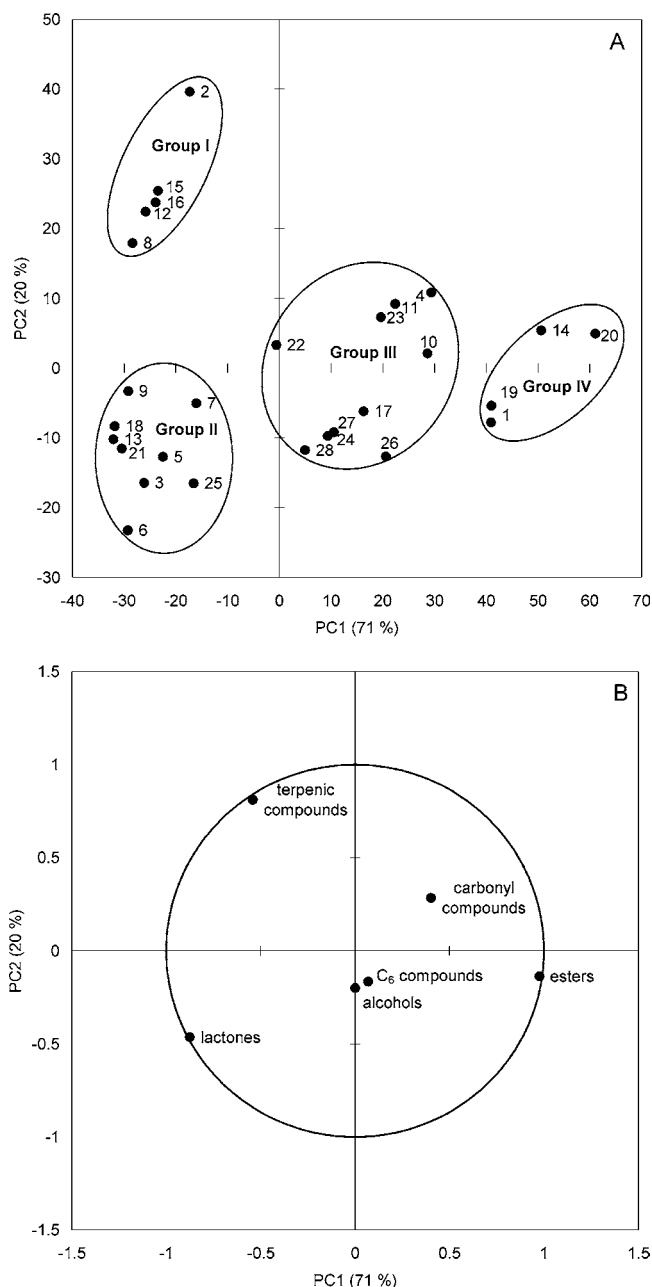 50
A
40
2
30
Group I
15
16
20
12
8
10
4
11
23
14
20
PC2 (20 %)
22
10
0
Group III
9
19
Group IV
7
17
1
18
Group II
27
-10
13
24
21
5
28
26
3
25
-20
6
-30
-40 -30 -20 -10 0 10 20 30 40 50 60 70
PC1 (71 %)
1.5
B
1
terpenic
compounds
0.5
carbonyl
compounds
PC2 (20 %)
0
C₆ compounds
esters
alcohols
lactones
-0.5
-1
-1.5
-1.5 -1 -0.5 0 0.5 1 1.5
PC1 (71 %)